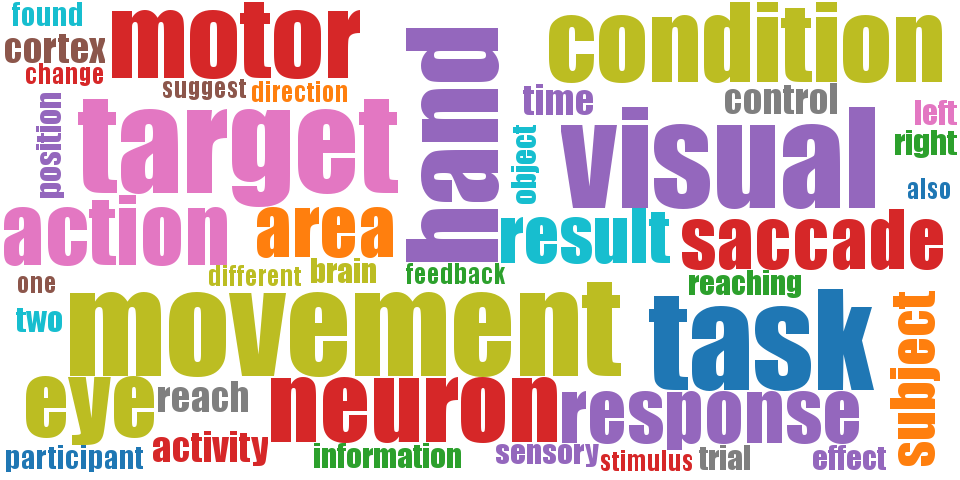 found
motor
condition
cortex
change
suggest
direction
hand
time
control
position
target
object
visual
left
right
also
action
area
result
saccade
one
different
brain
feedback
reaching
two
movement
task
subject
eye
reach
neuron
response
participant
activity
information
sensory
stimulus
trial
effect